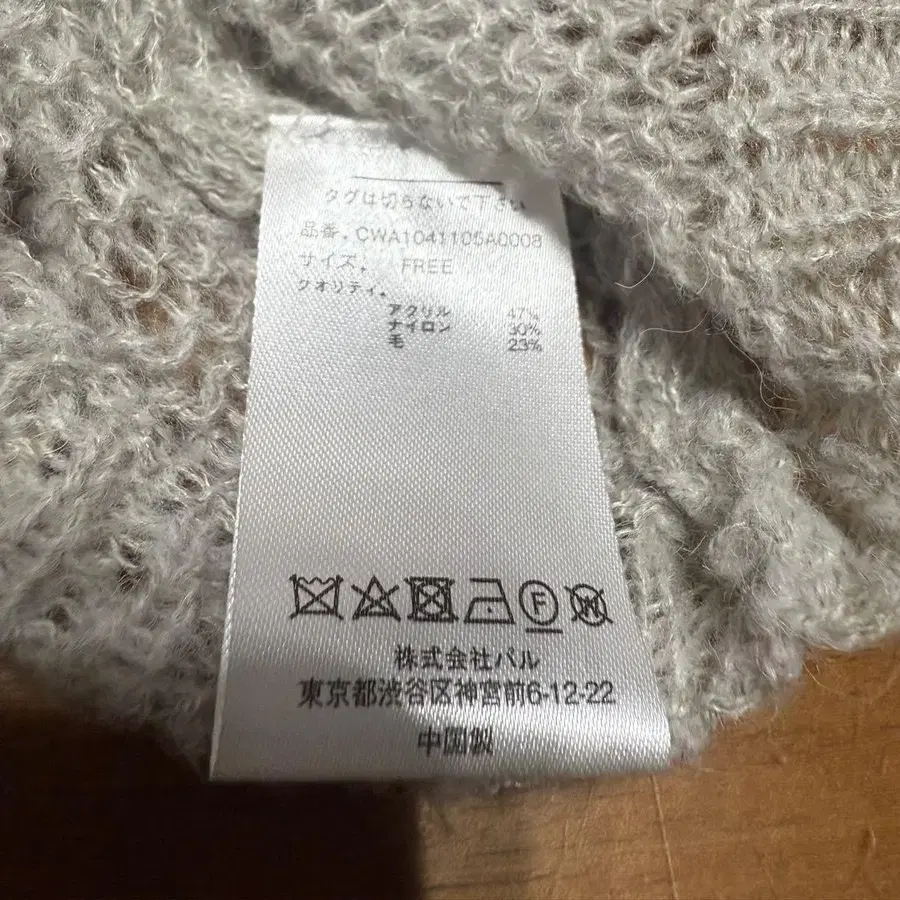 タグは切らないで下さい
品番. CWA1041105A0008
サイズ. FREE
クオリティ.
アクリル 47%
ナイロン 30%
毛 23%
F W
株式会社パル
東京都渋谷区神宮前6-12-22
中国製